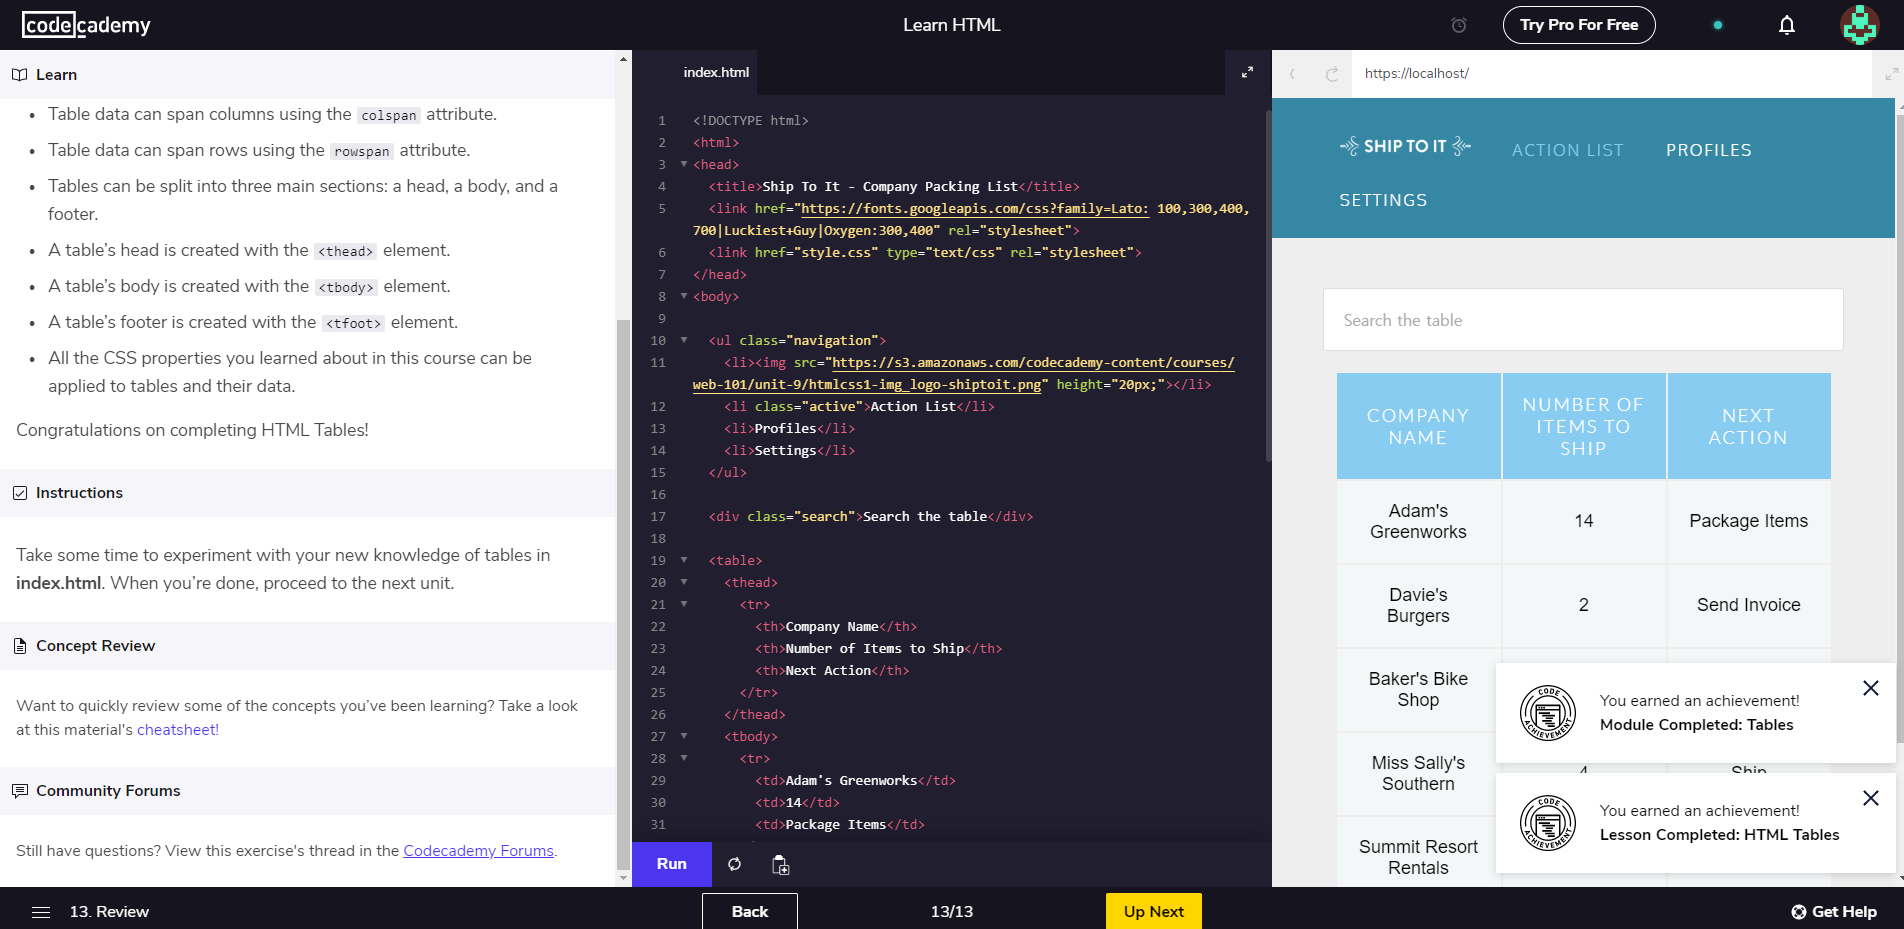 codecademy
Learn HTML
Try Pro For Free
Learn
Table data can span columns using the colspan attribute.
Table data can span rows using the rowspan attribute.
Tables can be split into three main sections: a head, a body, and a
footer.
A table's head is created with the <thead> element.
A table's body is created with the <tbody> element.
A table's footer is created with the <tfoot> element.
All the CSS properties you learned about in this course can be
applied to tables and their data.
Congratulations on completing HTML Tables!
Instructions
Take some time to experiment with your new knowledge of tables in
index.html. When you're done, proceed to the next unit.
Concept Review
Want to quickly review some of the concepts you've been learning? Take a look
at this material's cheatsheet!
Community Forums
Still have questions? View this exercise's thread in the Codecademy Forums.
index.html
1 <!DOCTYPE html>
2 <html>
3 <head>
4 <title>Ship To It - Company Packing List</title>
5 <link href="https://fonts.googleapis.com/css?family=Lato: 100,300,400,
700|Luckiest+Guy|Oxygen:300,400" rel="stylesheet">
6 <link href="style.css" type="text/css" rel="stylesheet">
7 </head>
8 <body>
9
10 <ul class="navigation">
11 <li><img src="https://s3.amazonaws.com/codecademy-content/courses/
web-101/unit-9/htmlcss1-img_logo-shiptoit.png" height="20px;"></li>
12 <li class="active">Action List</li>
13 <li>Profiles</li>
14 <li>Settings</li>
15 </ul>
16
17 <div class="search">Search the table</div>
18
19 <table>
20 <thead>
21 <tr>
22 <th>Company Name</th>
23 <th>Number of Items to Ship</th>
24 <th>Next Action</th>
25 </tr>
26 </thead>
27 <tbody>
28 <tr>
29 <td>Adam's Greenworks</td>
30 <td>14</td>
31 <td>Package Items</td>
Run
https://localhost/
SHIP TO IT
ACTION LIST
PROFILES
SETTINGS
Search the table
COMPANY NAME
NUMBER OF ITEMS TO SHIP
NEXT ACTION
Adam's Greenworks
14
Package Items
Davie's Burgers
2
Send Invoice
Baker's Bike Shop
Miss Sally's Southern
4
Ship
Summit Resort Rentals
CODE ACHIEVEMENT
You earned an achievement!
Module Completed: Tables
CODE ACHIEVEMENT
You earned an achievement!
Lesson Completed: HTML Tables
13. Review
Back
13/13
Up Next
Get Help